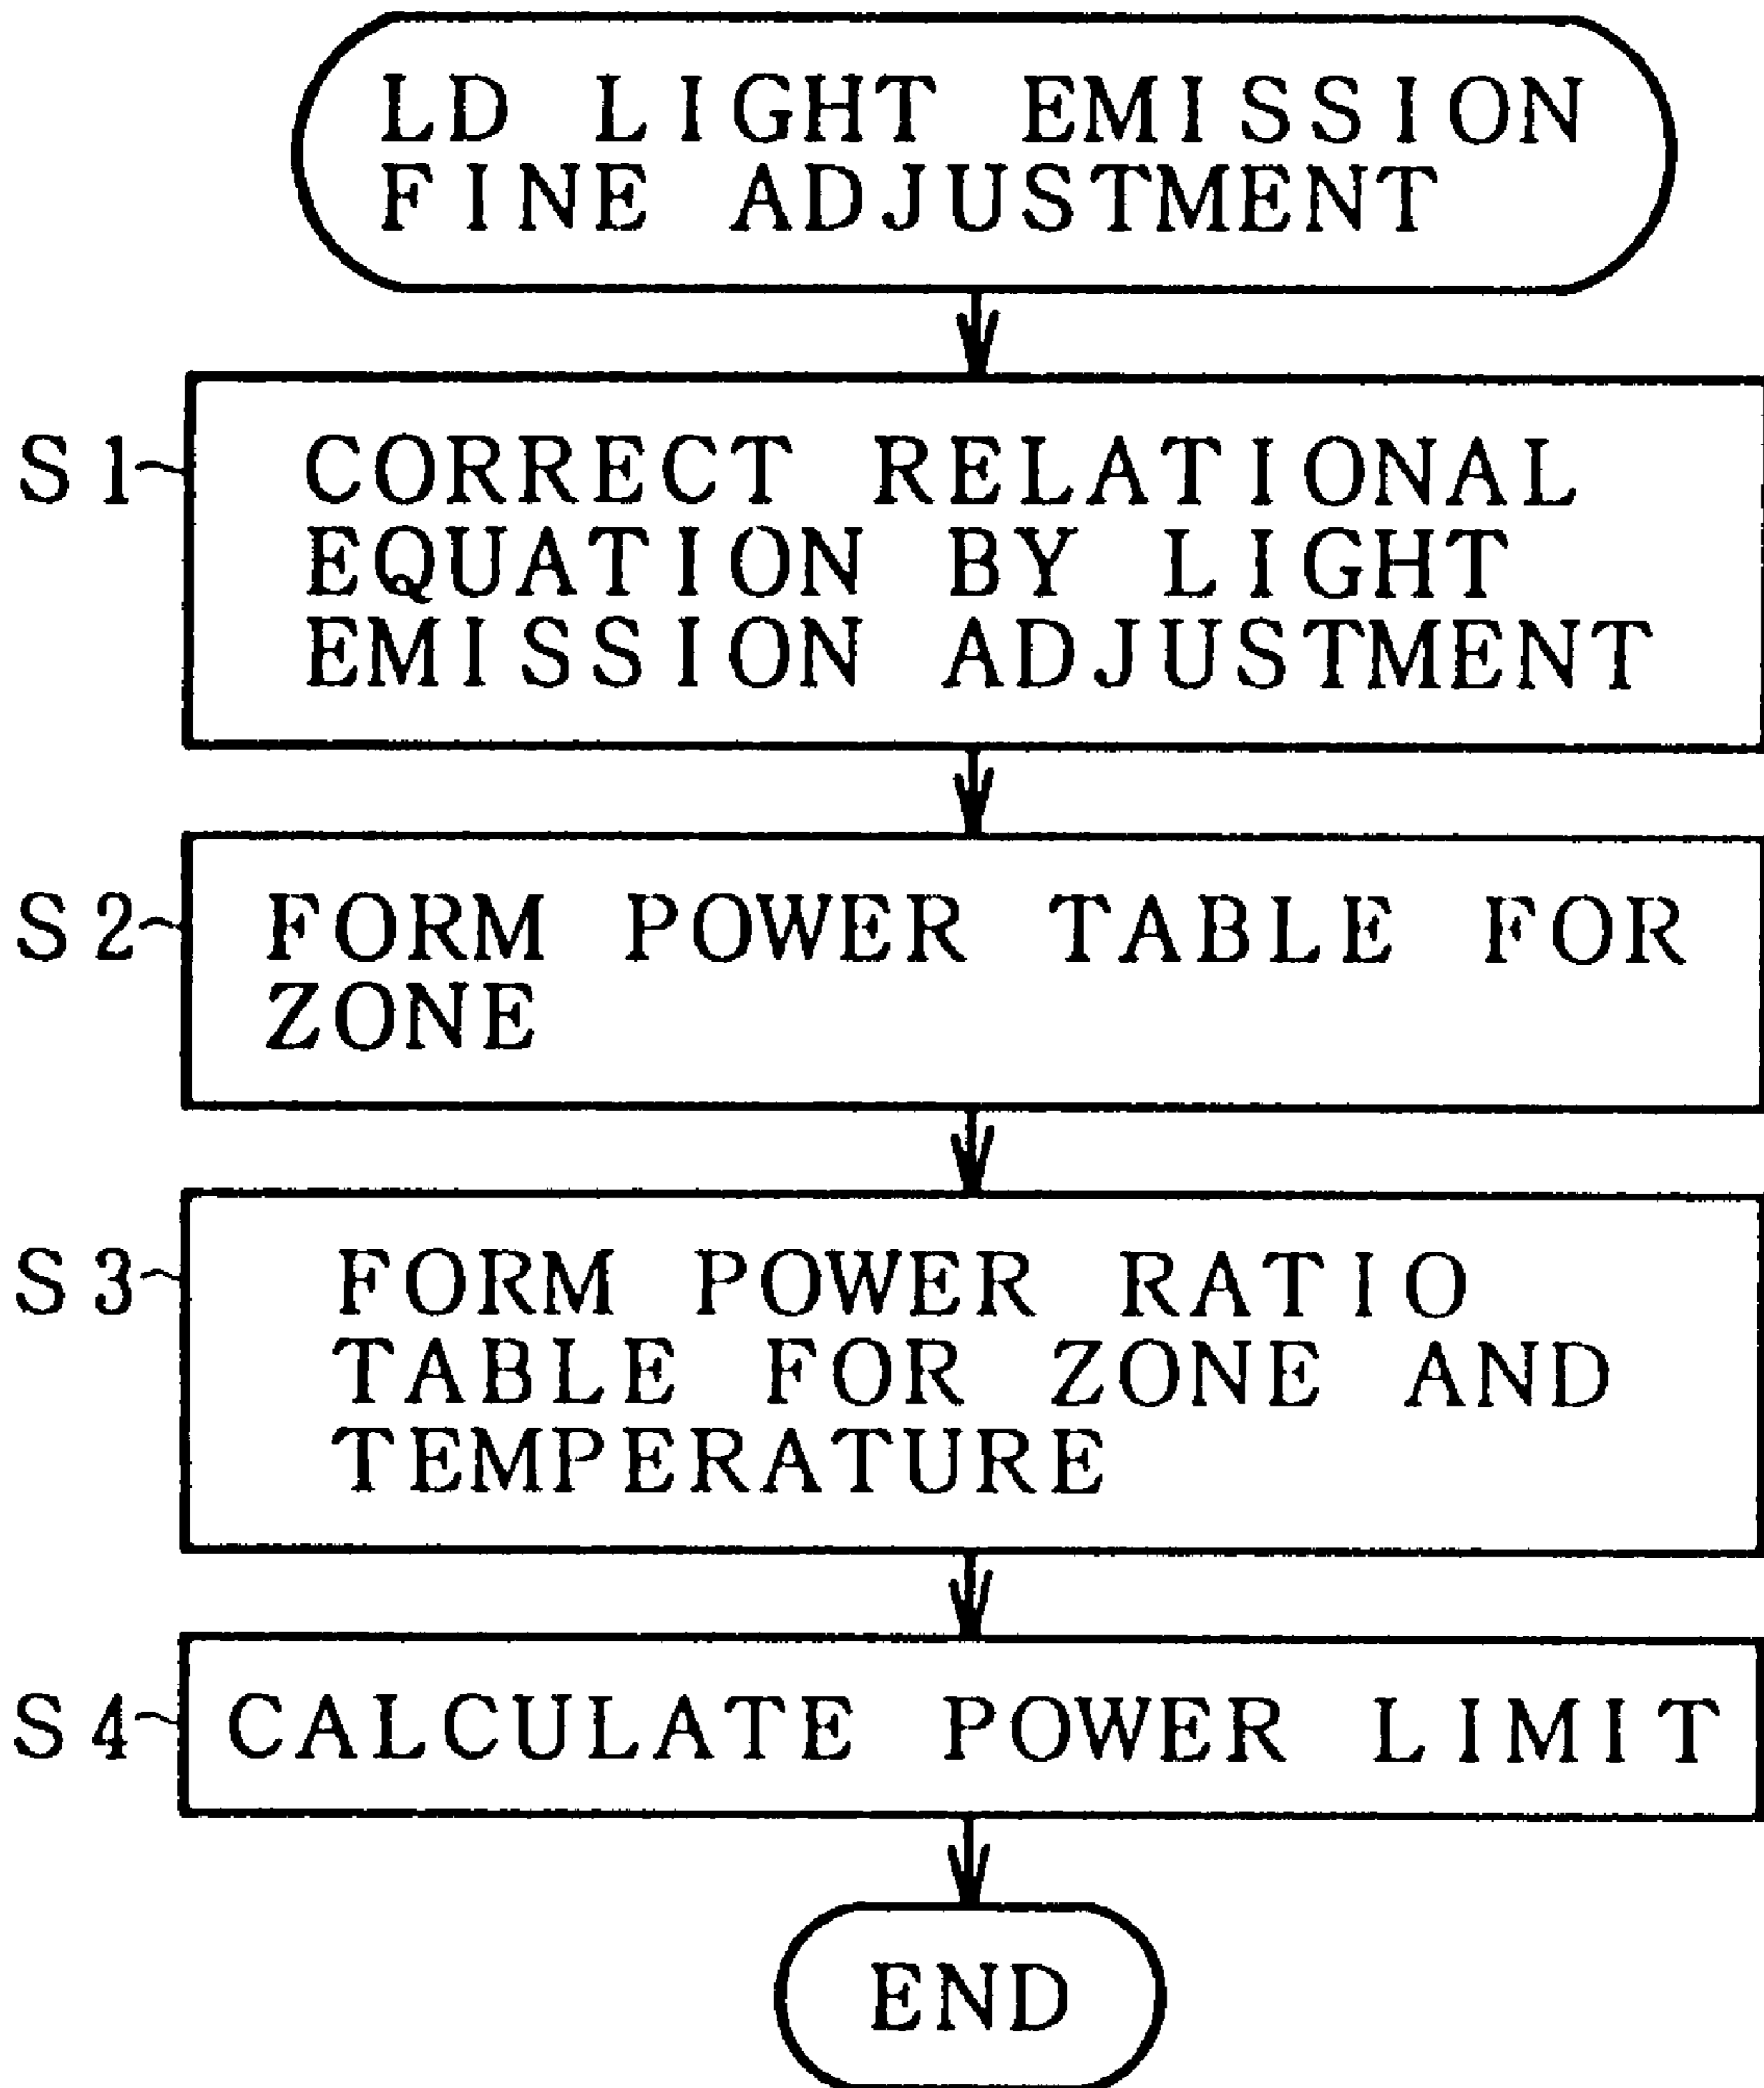 LD LIGHT EMISSION
FINE ADJUSTMENT
S1
CORRECT RELATIONAL
EQUATION BY LIGHT
EMISSION ADJUSTMENT
S2
FORM POWER TABLE FOR
ZONE
S3
FORM POWER RATIO
TABLE FOR ZONE AND
TEMPERATURE
S4
CALCULATE POWER LIMIT
END